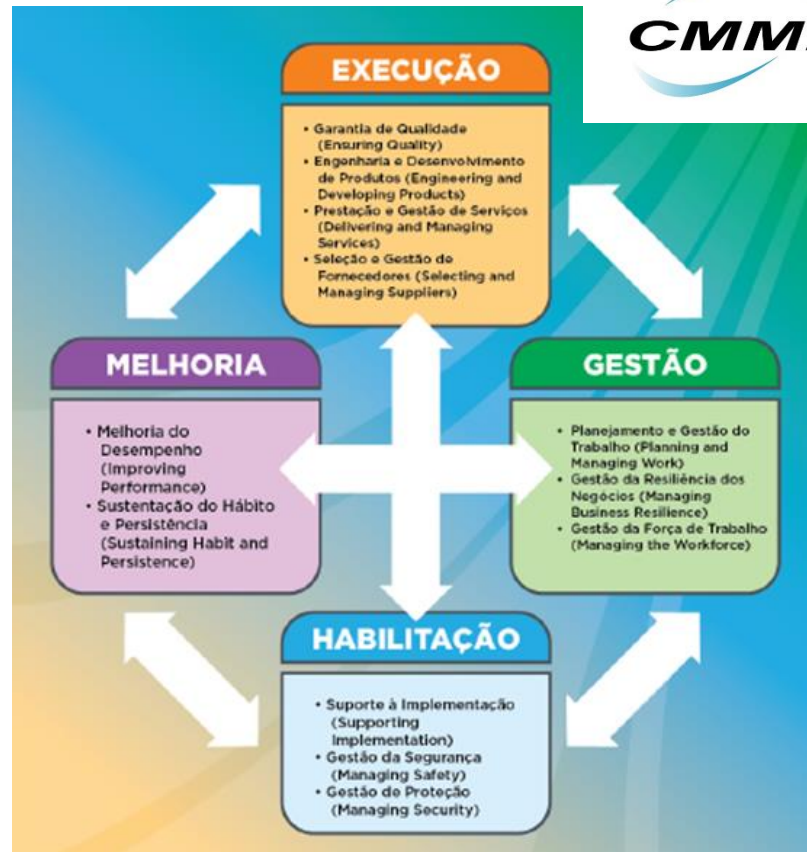 CMM
EXECUÇÃO
• Garantia de Qualidade
(Ensuring Quality)
• Engenharia e Desenvolvimento
de Produtos (Engineering and
Developing Products)
• Prestação e Gestão de Serviços
(Delivering and Managing
Services)
• Seleção e Gestão de
Fornecedores (Selecting and
Managing Suppliers)
MELHORIA
• Melhoria do
Desempenho
(Improving
Performance)
• Sustentação do Hábito
e Persistência
(Sustaining Habit and
Persistence)
GESTÃO
• Planejamento e Gestão do
Trabalho (Planning and
Managing Work)
• Gestão da Resiliência dos
Negócios (Managing
Business Resilience)
• Gestão da Força de Trabalho
(Managing the Workforce)
HABILITAÇÃO
• Suporte à Implementação
(Supporting
Implementation)
• Gestão da Segurança
(Managing Safety)
• Gestão de Proteção
(Managing Security)